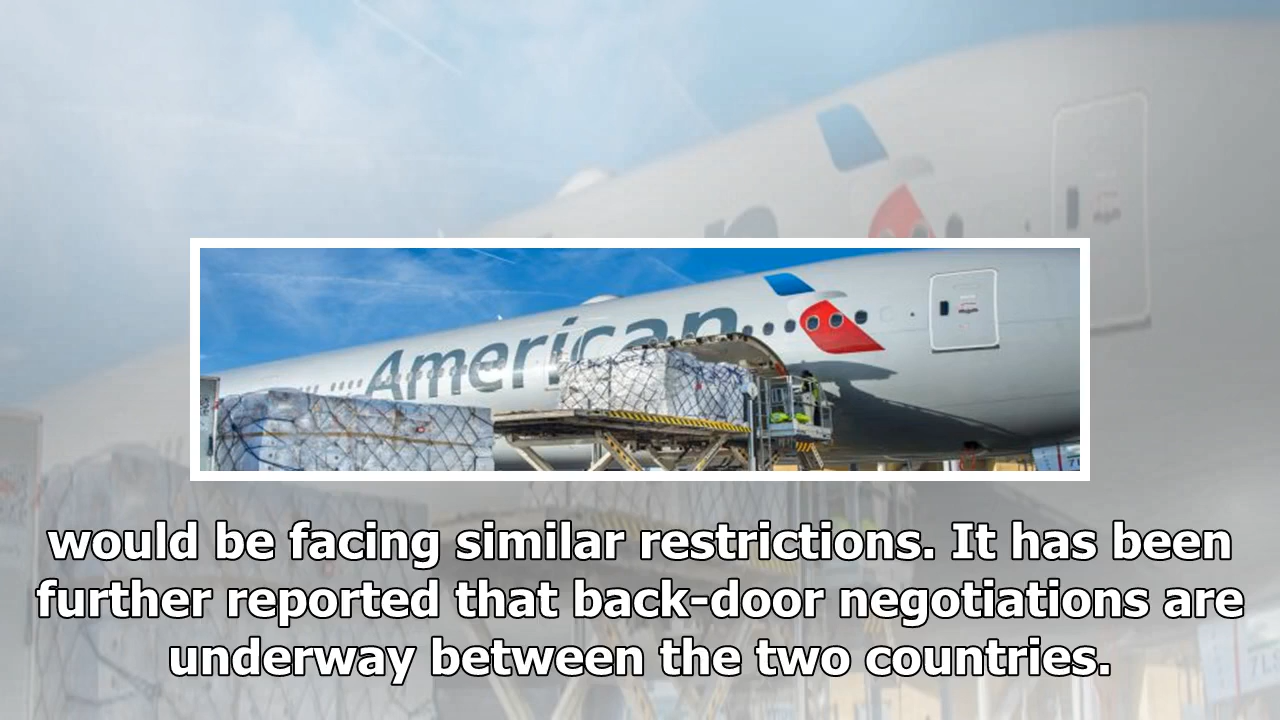 American
would be facing similar restrictions. It has been
further reported that back-door negotiations are
underway between the two countries.